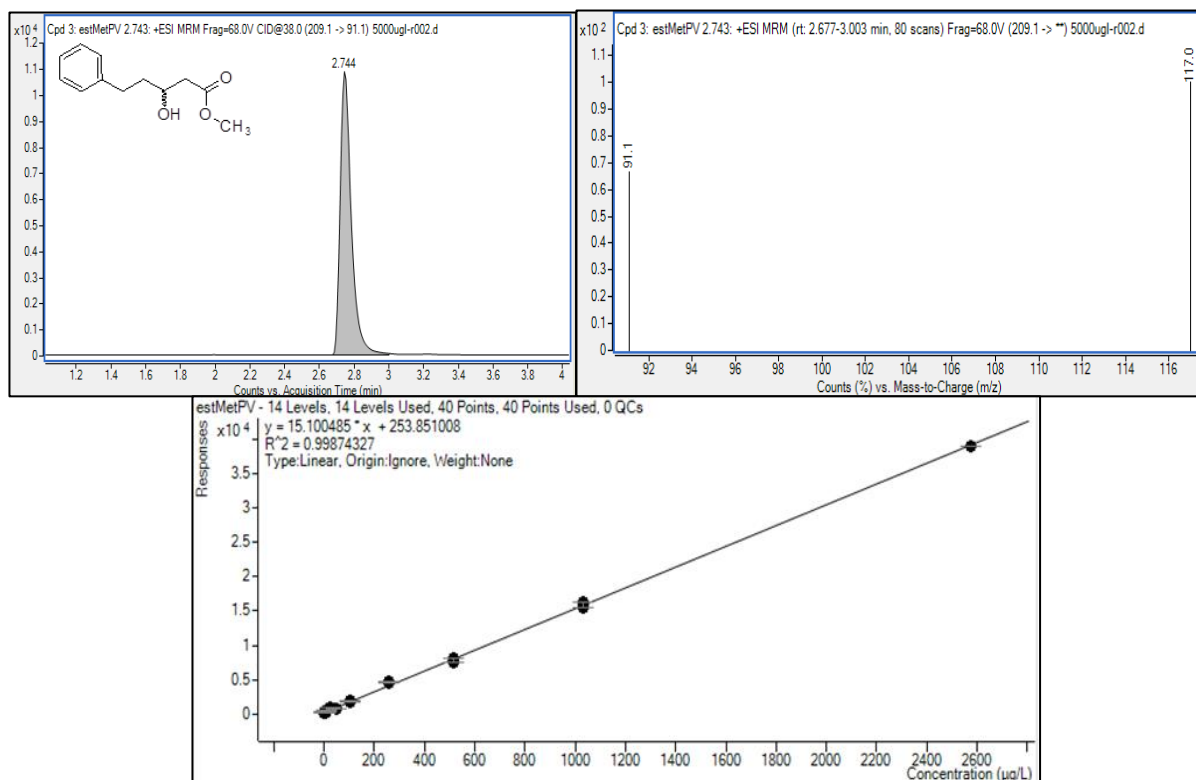 Cpd 3: estMetPV 2.743: +ESI MRM Frag=68.0V CID@38.0 (209.1 -> 91.1) 5000ugl-r002.d
x10⁴
1.2
1.1
1
0.9
0.8
0.7
0.6
0.5
0.4
0.3
0.2
0.1
0
2.744
O
OH
O
CH₃
1.2 1.4 1.6 1.8 2 2.2 2.4 2.6 2.8 3 3.2 3.4 3.6 3.8 4
Counts vs. Acquisition Time (min)
Cpd 3: estMetPV 2.743: +ESI MRM (rt: 2.677-3.003 min, 80 scans) Frag=68.0V (209.1 -> **) 5000ugl-r002.d
x10²
1.1
1
0.9
0.8
0.7
0.6
0.5
0.4
0.3
0.2
0.1
0
91.1
117.0
92 94 96 98 100 102 104 106 108 110 112 114 116
Counts (%) vs. Mass-to-Charge (m/z)
estMetPV - 14 Levels, 14 Levels Used, 40 Points, 40 Points Used, 0 QCs
y = 15.100485 * x + 253.851008
R^2 = 0.99874327
Type:Linear, Origin:Ignore, Weight:None
Responses
x10⁴
3.5
3
2.5
2
1.5
1
0.5
0
0 200 400 600 800 1000 1200 1400 1600 1800 2000 2200 2400 2600
Concentration (µg/L)